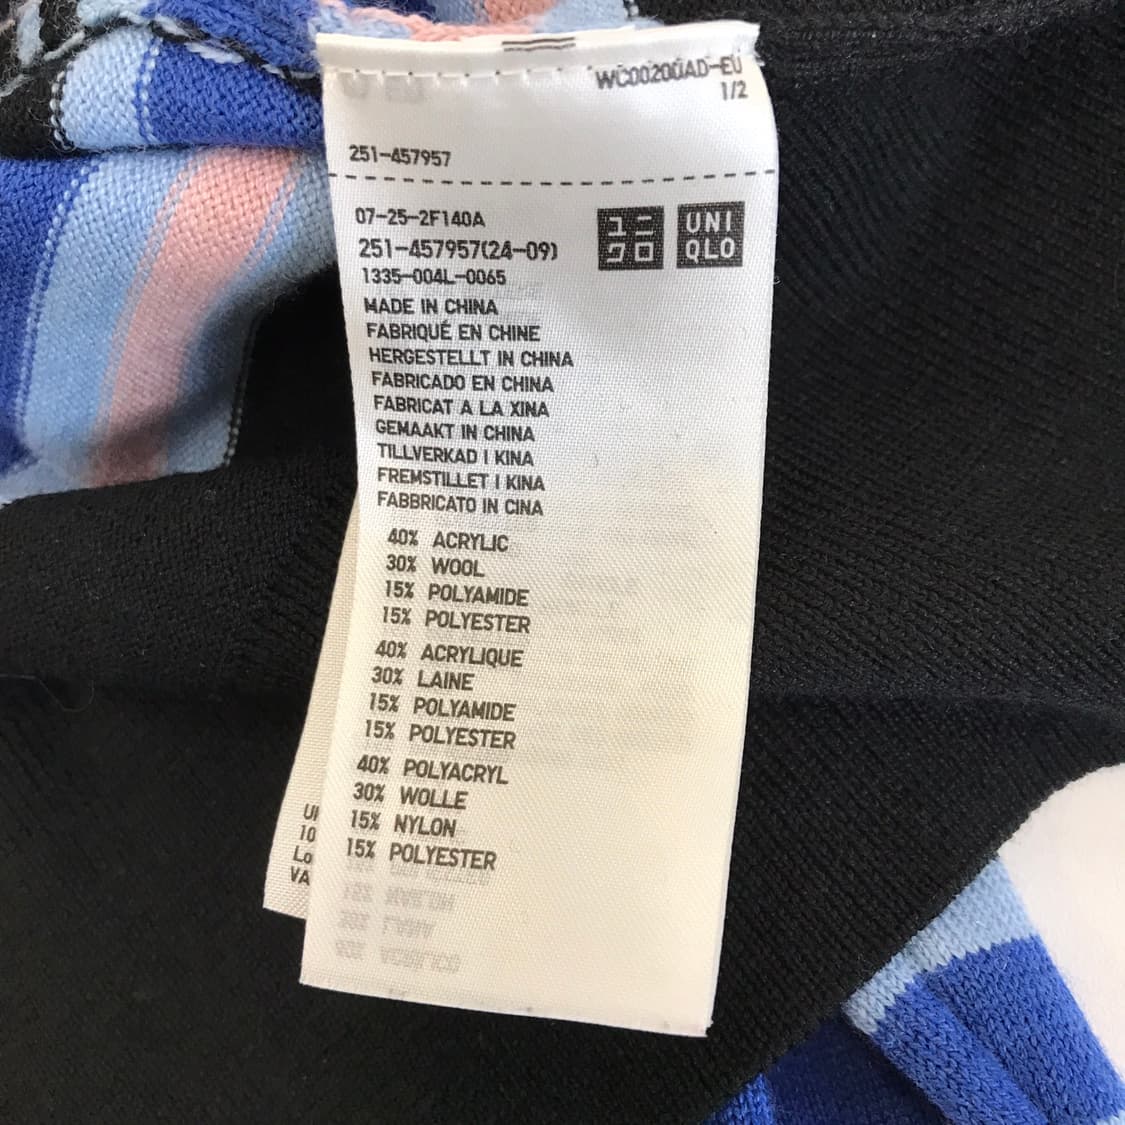 WC00200AD-EU
1/2
251-457957
07-25-2F140A
251-457957(24-09)
1335-004L-0065
ユニ
クロ
UNI
QLO
MADE IN CHINA
FABRIQUÉ EN CHINE
HERGESTELLT IN CHINA
FABRICADO EN CHINA
FABRICAT A LA XINA
GEMAAKT IN CHINA
TILLVERKAD I KINA
FREMSTILLET I KINA
FABBRICATO IN CINA
40% ACRYLIC
30% WOOL
15% POLYAMIDE
15% POLYESTER
40% ACRYLIQUE
30% LAINE
15% POLYAMIDE
15% POLYESTER
40% POLYACRYL
30% WOLLE
15% NYLON
15% POLYESTER
10
Lo
VA